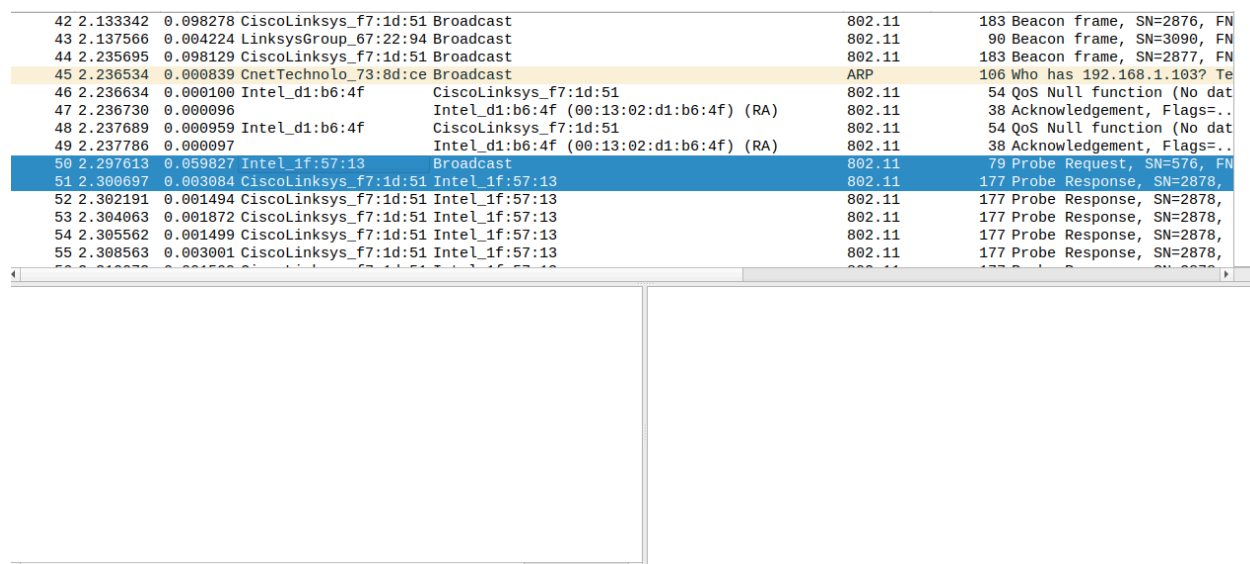 42 2.133342 0.098278 CiscoLinksys_f7:1d:51 Broadcast 802.11 183 Beacon frame, SN=2876, FN
43 2.137566 0.004224 LinksysGroup_67:22:94 Broadcast 802.11 90 Beacon frame, SN=3090, FN
44 2.235695 0.098129 CiscoLinksys_f7:1d:51 Broadcast 802.11 183 Beacon frame, SN=2877, FN
45 2.236534 0.000839 CnetTechnolo_73:8d:ce Broadcast ARP 106 Who has 192.168.1.103? Te
46 2.236634 0.000100 Intel_d1:b6:4f CiscoLinksys_f7:1d:51 802.11 54 QoS Null function (No dat
47 2.236730 0.000096 Intel_d1:b6:4f (00:13:02:d1:b6:4f) (RA) 802.11 38 Acknowledgement, Flags=..
48 2.237689 0.000959 Intel_d1:b6:4f CiscoLinksys_f7:1d:51 802.11 54 QoS Null function (No dat
49 2.237786 0.000097 Intel_d1:b6:4f (00:13:02:d1:b6:4f) (RA) 802.11 38 Acknowledgement, Flags=..
50 2.297613 0.059827 Intel_1f:57:13 Broadcast 802.11 79 Probe Request, SN=576, FN
51 2.300697 0.003084 CiscoLinksys_f7:1d:51 Intel_1f:57:13 802.11 177 Probe Response, SN=2878,
52 2.302191 0.001494 CiscoLinksys_f7:1d:51 Intel_1f:57:13 802.11 177 Probe Response, SN=2878,
53 2.304063 0.001872 CiscoLinksys_f7:1d:51 Intel_1f:57:13 802.11 177 Probe Response, SN=2878,
54 2.305562 0.001499 CiscoLinksys_f7:1d:51 Intel_1f:57:13 802.11 177 Probe Response, SN=2878,
55 2.308563 0.003001 CiscoLinksys_f7:1d:51 Intel_1f:57:13 802.11 177 Probe Response, SN=2878,